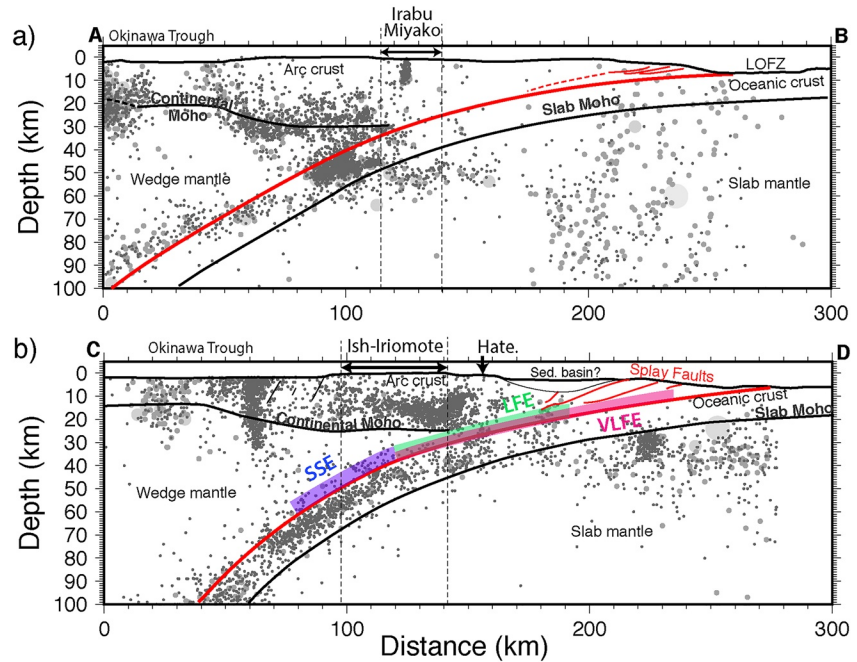 Irabu
Miyako
a)
A
Okinawa Trough
B
0
10
20
30
40
50
60
70
80
90
100
Depth (km)
Arc crust
LOFZ
Oceanic crust
Continental
Moho
Slab Moho
Wedge mantle
Slab mantle
0
100
200
300
b)
C
Okinawa Trough
Ish-Iriomote
Hate.
D
0
10
20
30
40
50
60
70
80
90
100
Depth (km)
Arc crust
Sed. basin?
Splay Faults
LFE
Oceanic crust
Continental Moho
VLFE
Slab Moho
SSE
Wedge mantle
Slab mantle
0
100
200
300
Distance (km)